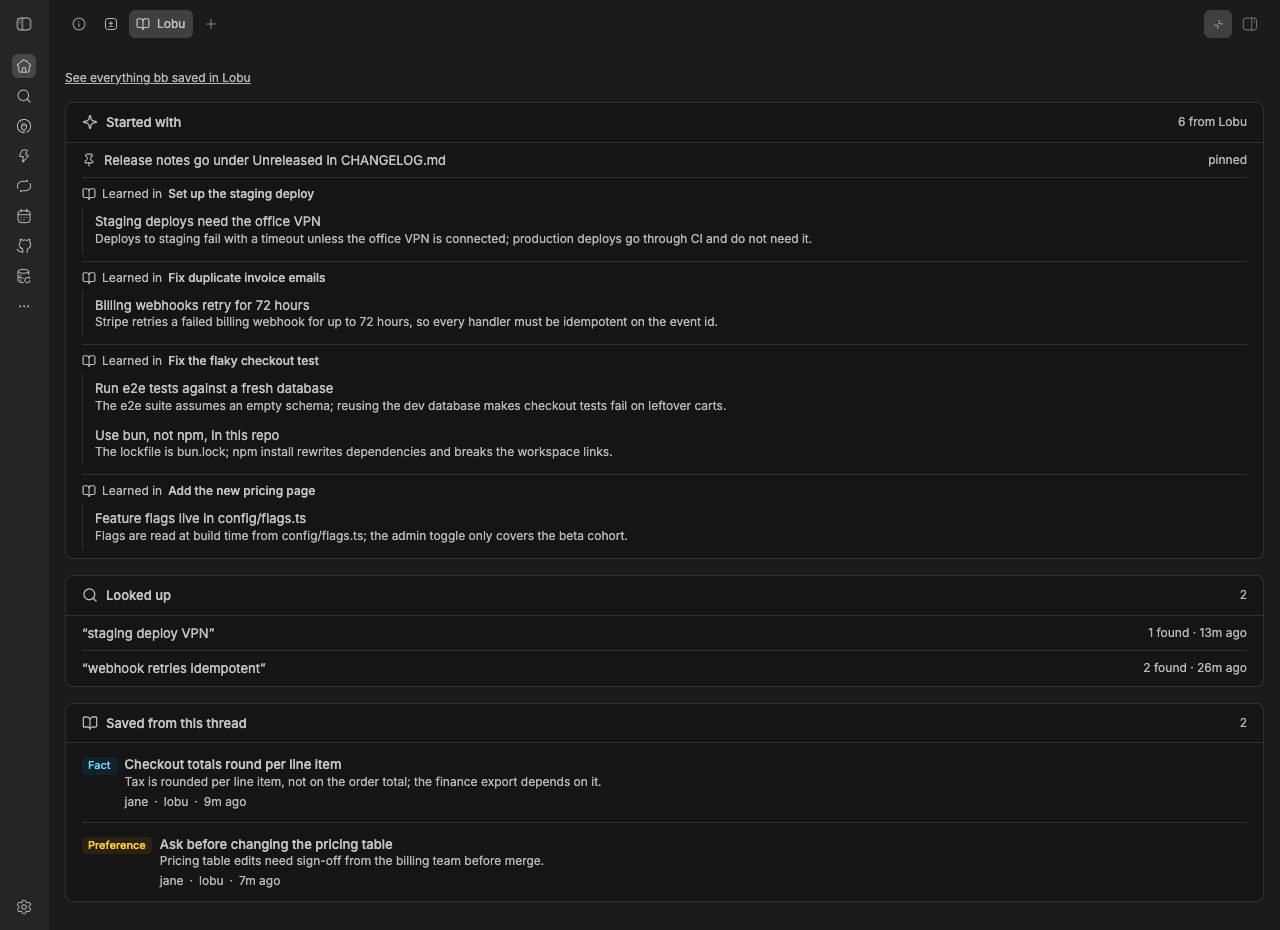 Lobu
See everything bb saved in Lobu
Started with
6 from Lobu
Release notes go under Unreleased in CHANGELOG.md
pinned
Learned in Set up the staging deploy
Staging deploys need the office VPN
Deploys to staging fail with a timeout unless the office VPN is connected; production deploys go through CI and do not need it.
Learned in Fix duplicate invoice emails
Billing webhooks retry for 72 hours
Stripe retries a failed billing webhook for up to 72 hours, so every handler must be idempotent on the event id.
Learned in Fix the flaky checkout test
Run e2e tests against a fresh database
The e2e suite assumes an empty schema; reusing the dev database makes checkout tests fail on leftover carts.
Use bun, not npm, in this repo
The lockfile is bun.lock; npm install rewrites dependencies and breaks the workspace links.
Learned in Add the new pricing page
Feature flags live in config/flags.ts
Flags are read at build time from config/flags.ts; the admin toggle only covers the beta cohort.
Looked up
2
“staging deploy VPN”
1 found · 13m ago
“webhook retries idempotent”
2 found · 26m ago
Saved from this thread
2
Fact
Checkout totals round per line item
Tax is rounded per line item, not on the order total; the finance export depends on it.
jane · lobu · 9m ago
Preference
Ask before changing the pricing table
Pricing table edits need sign-off from the billing team before merge.
jane · lobu · 7m ago